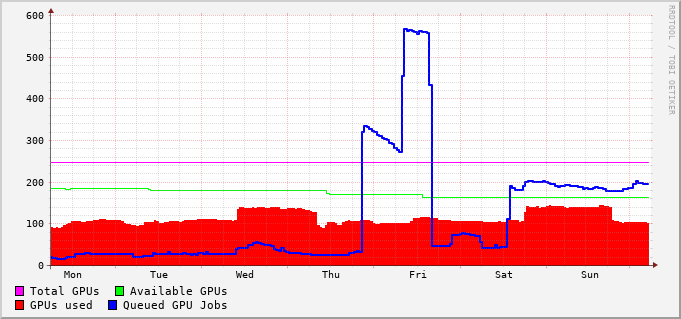 600
500
400
300
200
100
0
Mon Tue Wed Thu Fri Sat Sun
Total GPUs Available GPUs
GPUs used Queued GPU Jobs
RRDTOOL / TOBI OETIKER